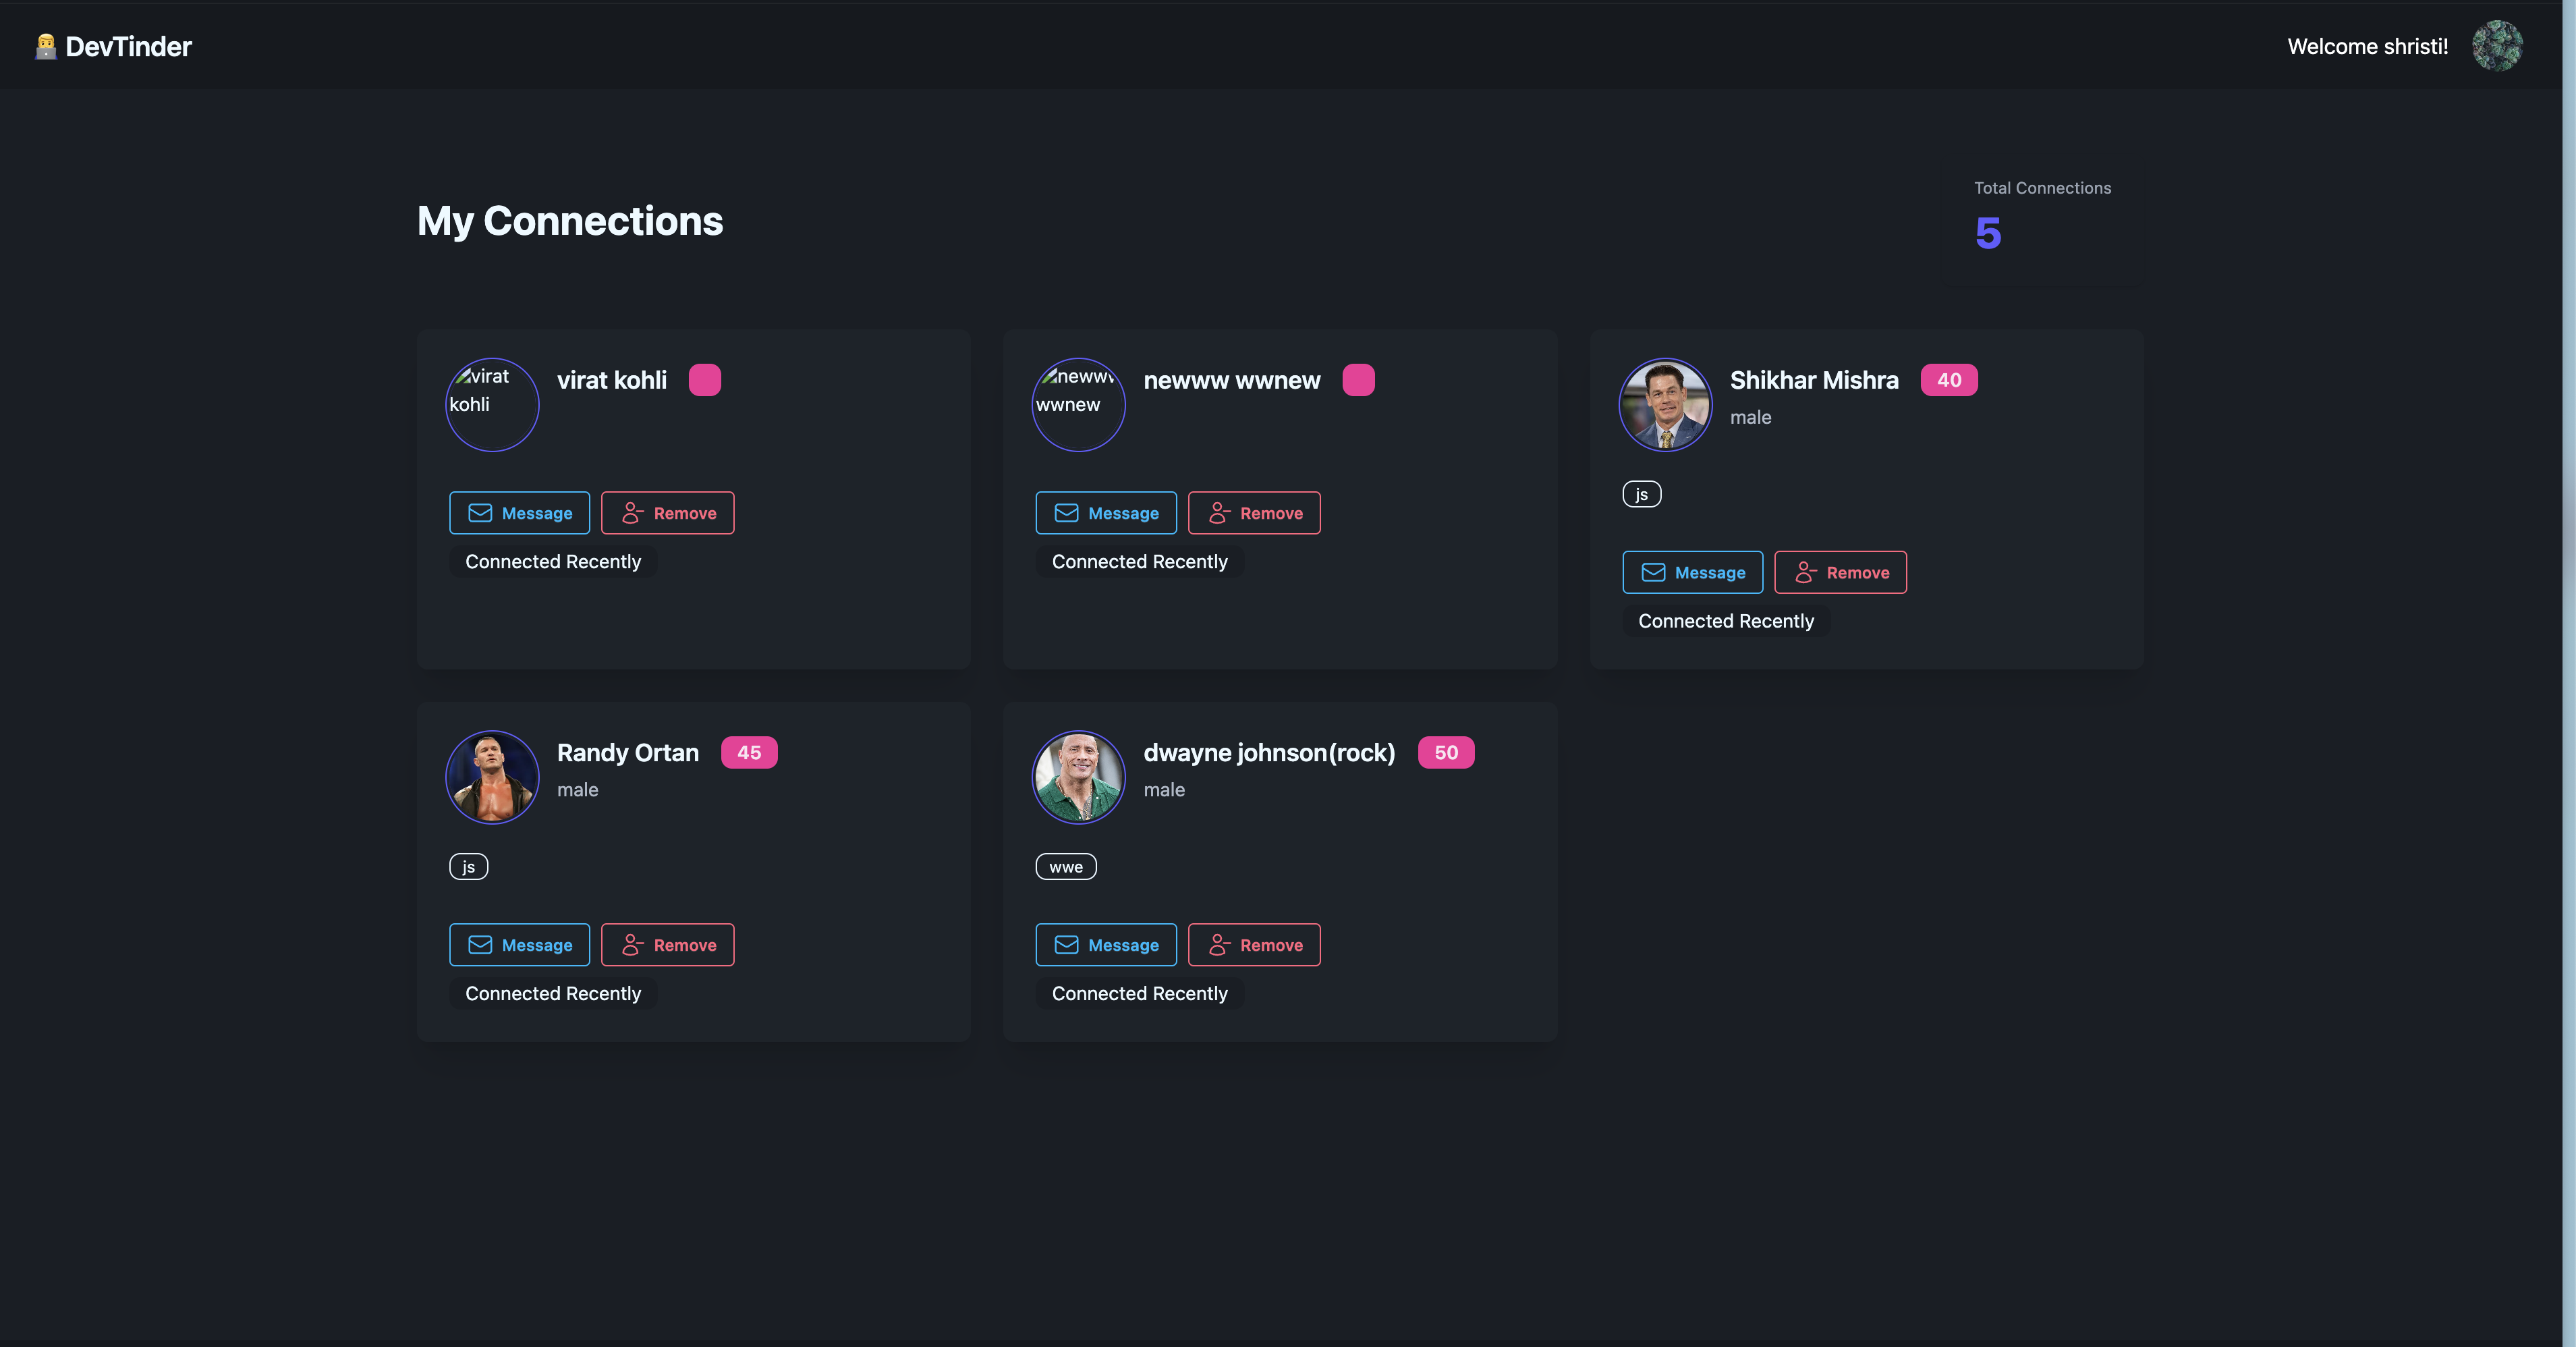 DevTinder
Welcome shristi!
My Connections
Total Connections
5
virat
kohli
virat kohli
Message
Remove
Connected Recently
newww
wwnew
newww wwnew
Message
Remove
Connected Recently
Shikhar Mishra
40
male
js
Message
Remove
Connected Recently
Randy Ortan
45
male
js
Message
Remove
Connected Recently
dwayne johnson(rock)
50
male
wwe
Message
Remove
Connected Recently